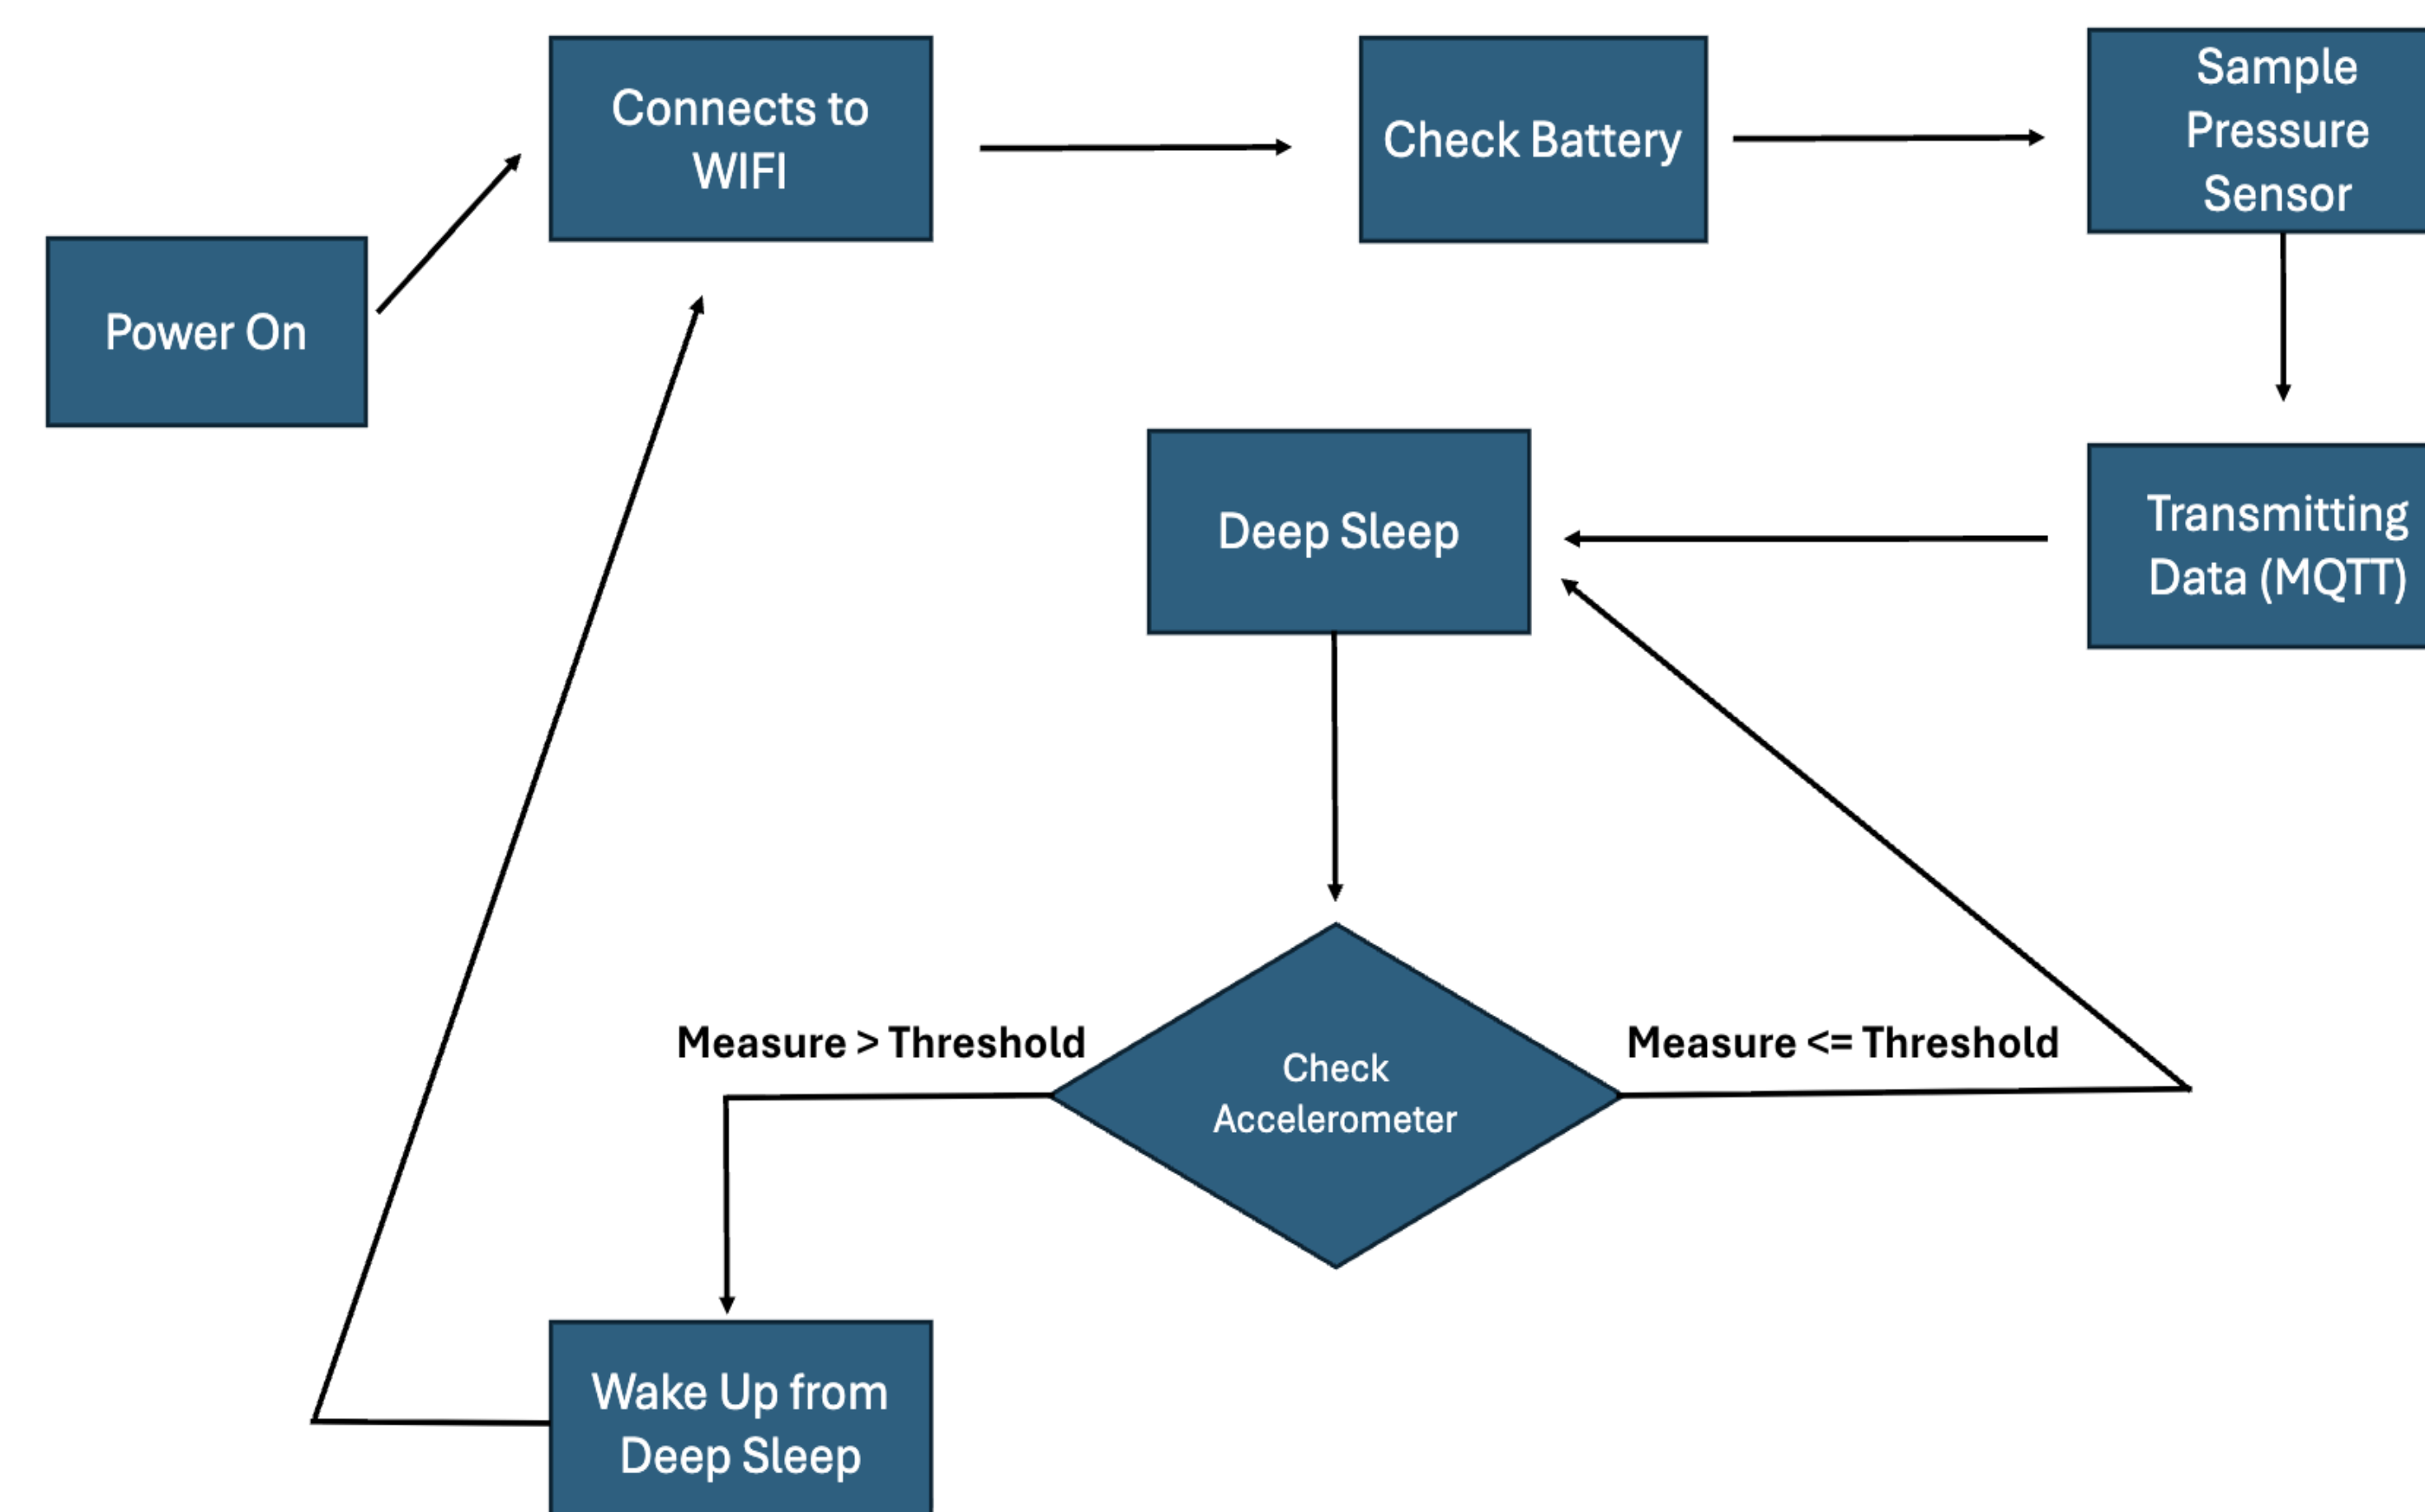 Connects to
WIFI
Check Battery
Sample
Pressure
Sensor
Power On
Deep Sleep
Transmitting
Data (MQTT)
Measure > Threshold
Measure <= Threshold
Check
Accelerometer
Wake Up from
Deep Sleep